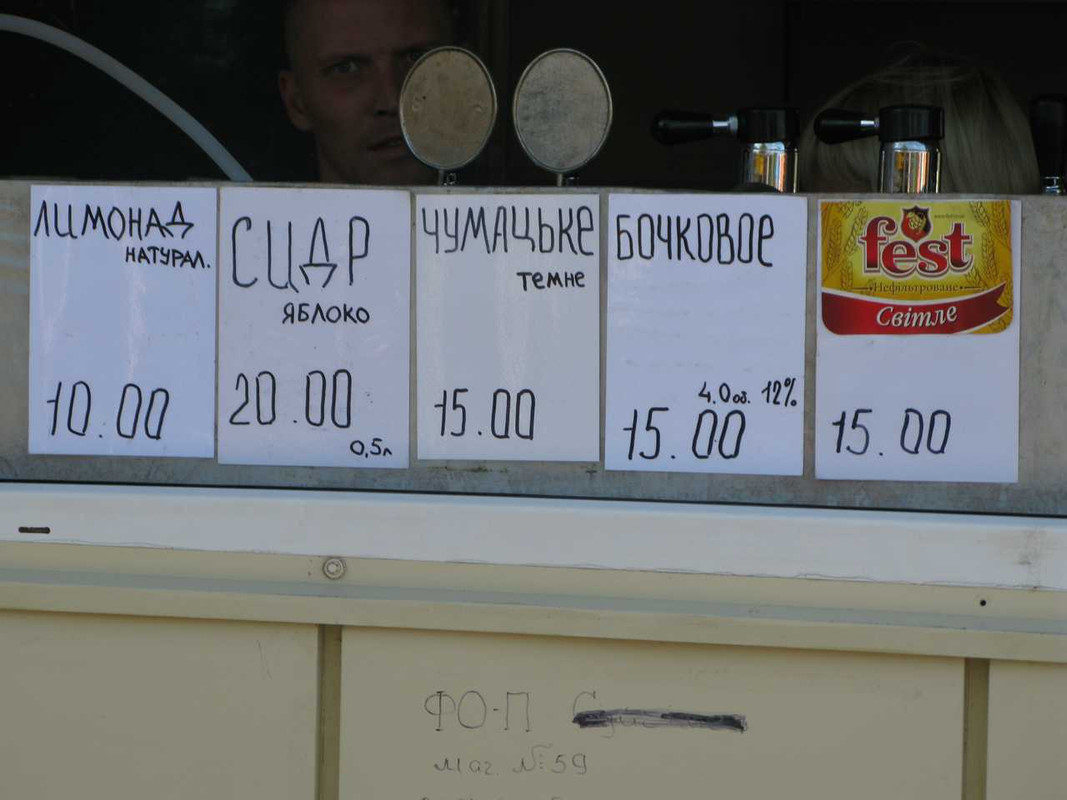 ЛИМОНАД
НАТУРАЛ.
10.00
СИДР
ЯБЛОКО
20.00
0,5л
ЧУМАЦЬКЕ
темне
15.00
БОЧКОВОЕ
4.0об. 12%
15.00
fest
Нефільтроване
Світле
15.00
ФО-П
маг. №59